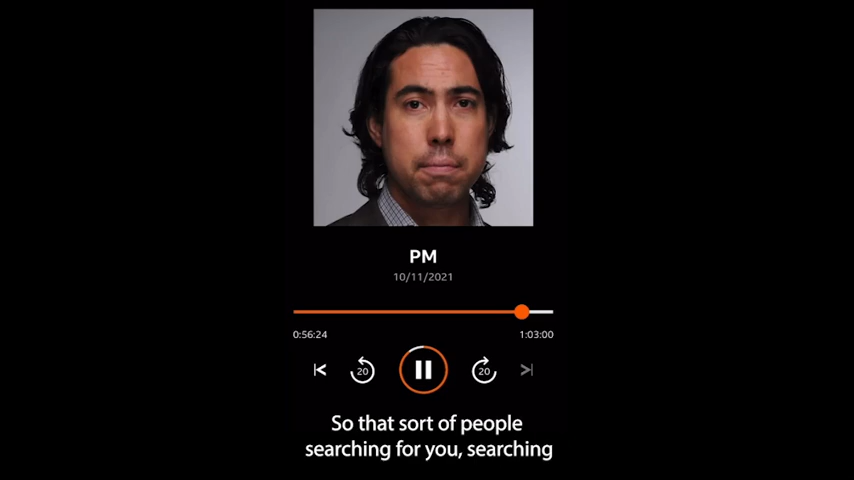 PM
10/11/2021
0:56:24
1:03:00
20
20
So that sort of people
searching for you, searching